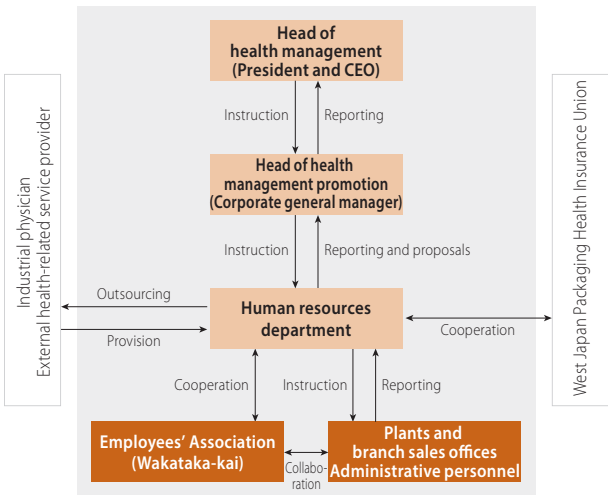 Head of
health management
(President and CEO)
Instruction
Reporting
Head of health
management promotion
(Corporate general manager)
Instruction
Reporting and proposals
Industrial physician
External health-related service provider
Outsourcing
Provision
Human resources
department
Cooperation
West Japan Packaging Health Insurance Union
Cooperation
Instruction
Reporting
Employees' Association
(Wakataka-kai)
Collabo-
ration
Plants and
branch sales offices
Administrative personnel